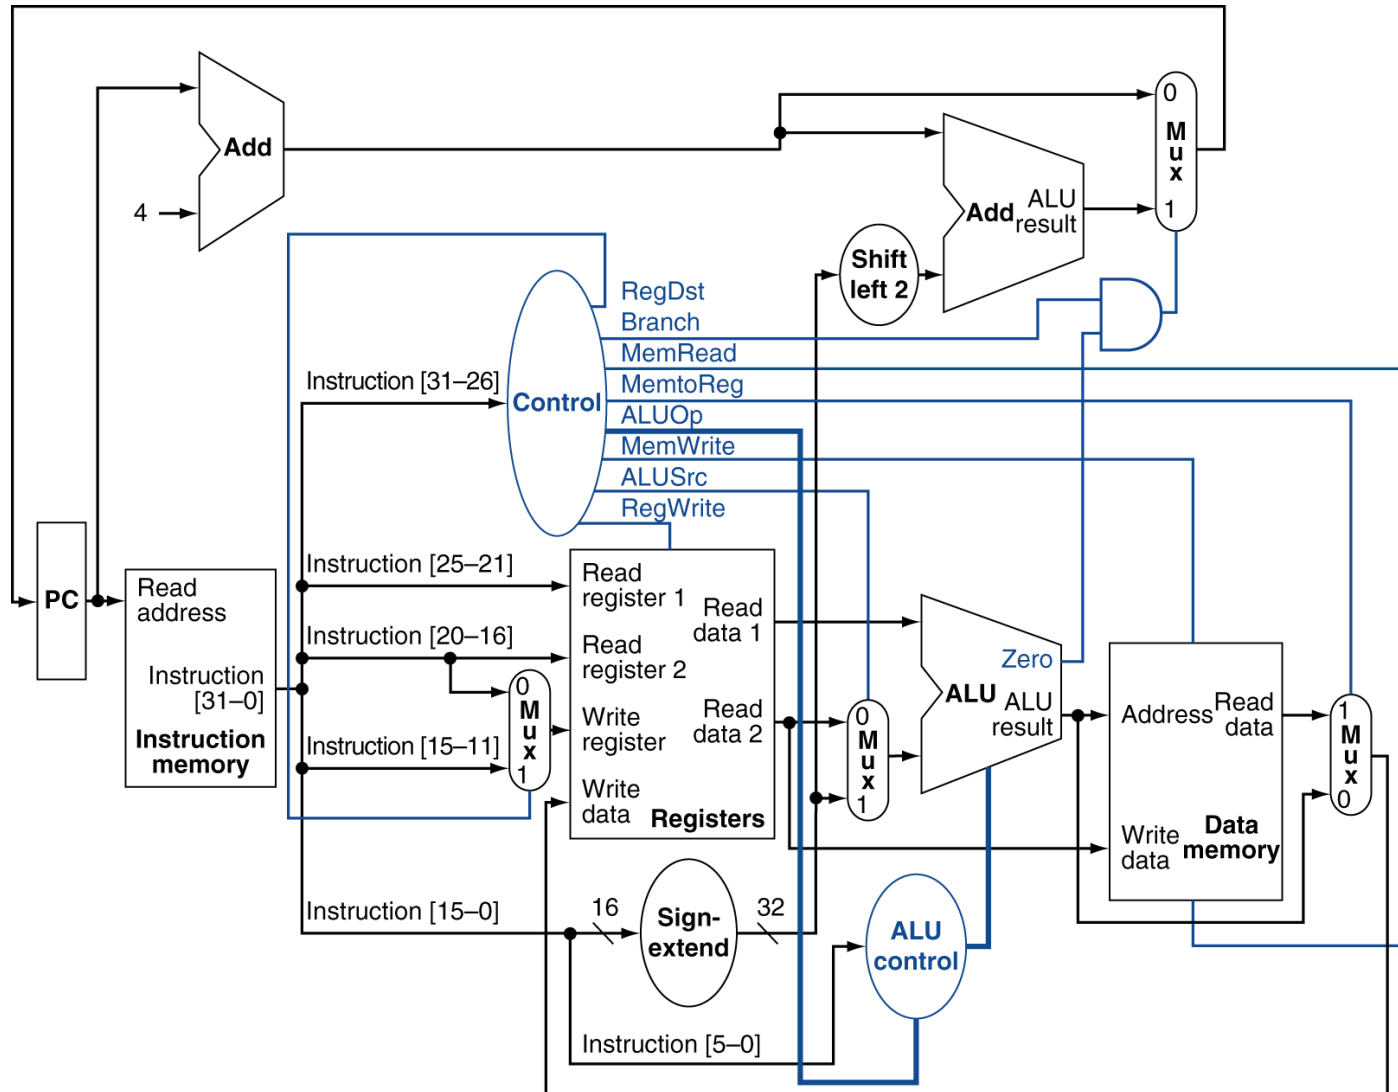 0
M
u
x
1
Add
4
Add
ALU
result
Shift
left 2
RegDst
Branch
MemRead
MemtoReg
ALUOp
MemWrite
ALUSrc
RegWrite
Control
Instruction [31–26]
Instruction [25–21]
Instruction [20–16]
Instruction [15–11]
Instruction [15–0]
Instruction [5–0]
PC
Read
address
Instruction
[31–0]
Instruction
memory
0
M
u
x
1
Read
register 1
Read
register 2
Write
register
Write
data
Read
data 1
Read
data 2
Registers
0
M
u
x
1
Zero
ALU
ALU
result
Address
Read
data
Write
data
Data
memory
1
M
u
x
0
16
Sign-
extend
32
ALU
control